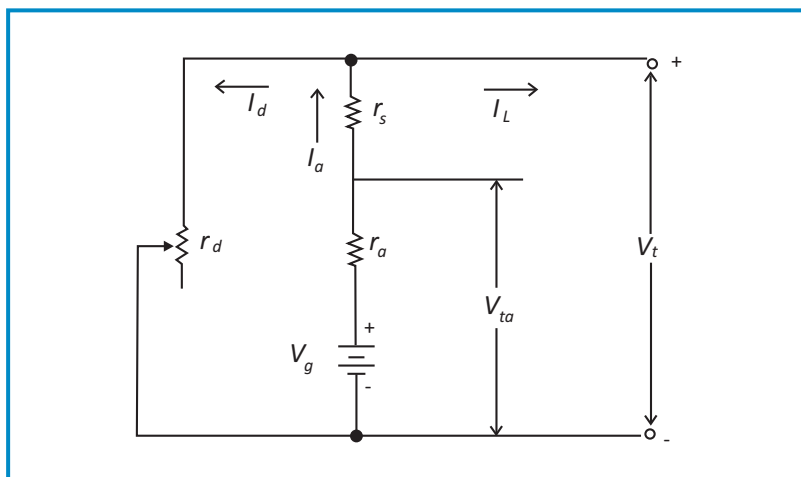 +
I_d
I_a
r_s
I_L
r_d
r_a
V_t
V_ta
+
V_g
-
-